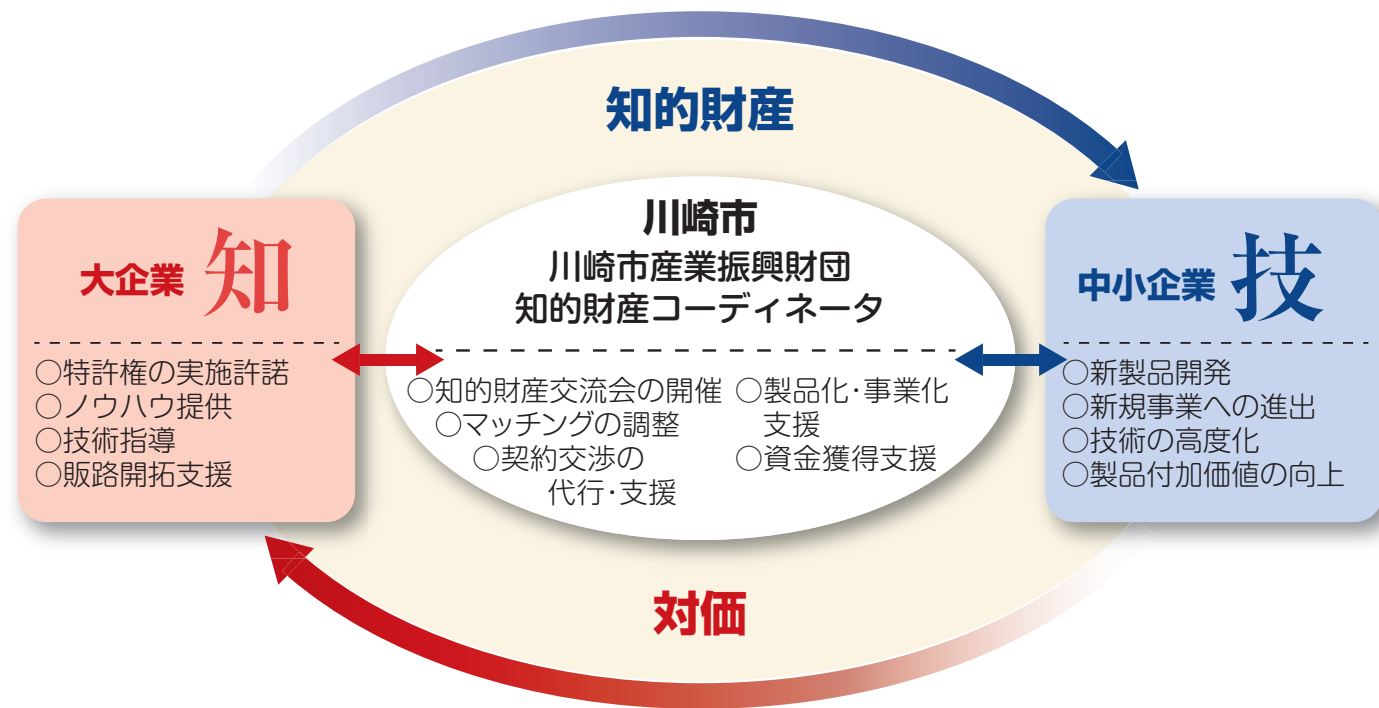 知的財産
大企業 知
○特許権の実施許諾
○ノウハウ提供
○技術指導
○販路開拓支援
川崎市
川崎市産業振興財団
知的財産コーディネータ
○知的財産交流会の開催
○マッチングの調整
○契約交渉の
代行・支援
○製品化・事業化
支援
○資金獲得支援
中小企業 技
○新製品開発
○新規事業への進出
○技術の高度化
○製品付加価値の向上
対価